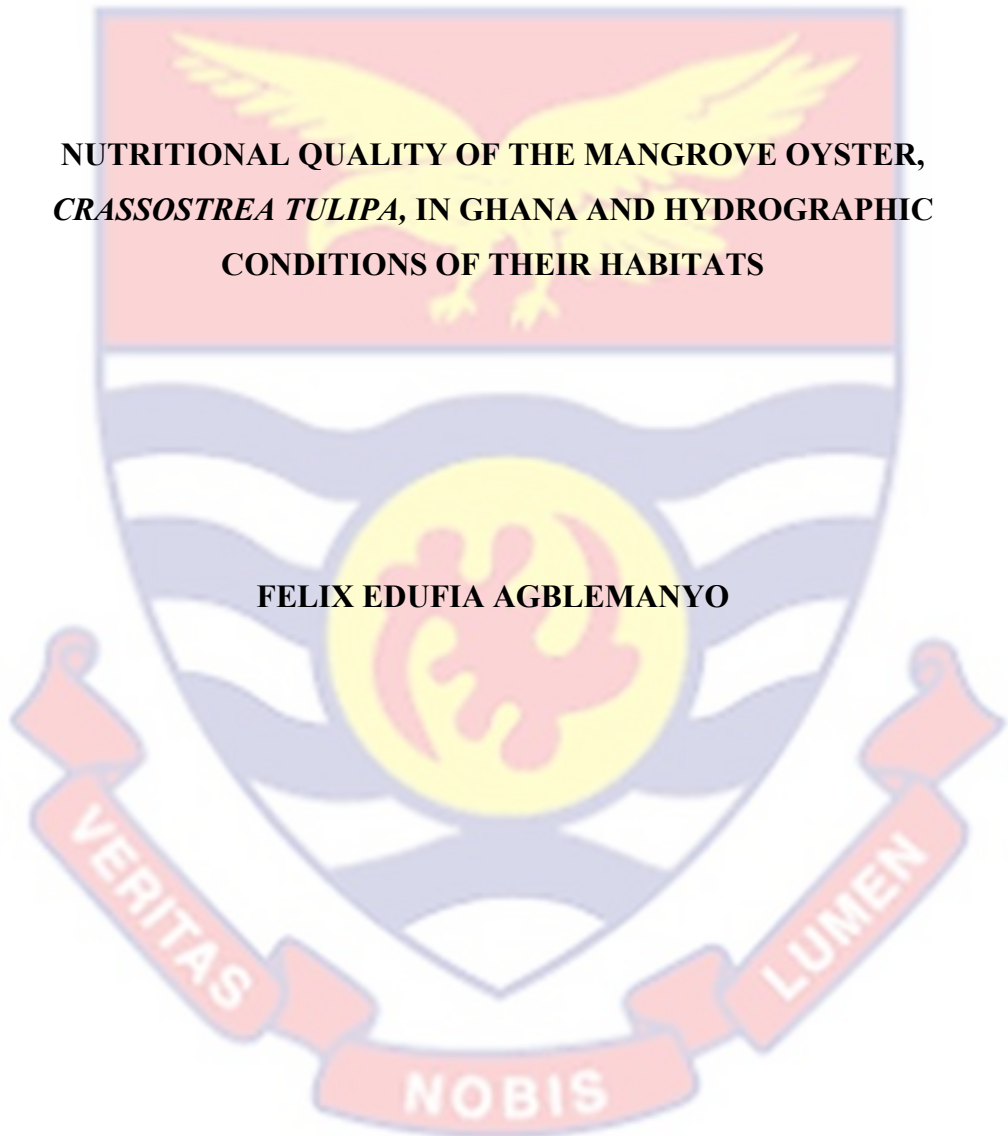 NUTRITIONAL QUALITY OF THE MANGROVE OYSTER,
CRASSOSTREA TULIPA, IN GHANA AND HYDROGRAPHIC
CONDITIONS OF THEIR HABITATS
FELIX EDUFIA AGBLEMANYO
VERITAS
NOBIS
LUMEN